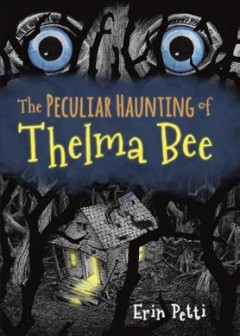 The PECULIAR HAUNTING of
Thelma Bee
Erin Petti